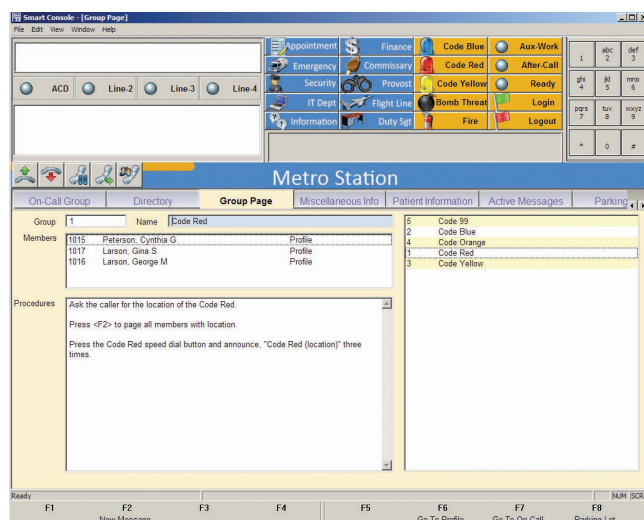 Smart Console - [Group Page]
File Edit View Window Help
Appointment Finance Code Blue Aux-Work
Emergency Commissary Code Red After-Call
Security Provost Code Yellow Ready
IT Dept Flight Line Bomb Threat Login
Information Duty Sgt Fire Logout
ACD Line-2 Line-3 Line-4
1 abc 2 def 3
ghi 4 jkl 5 mno 6
pqrs 7 tuv 8 wxyz 9
* 0 #
Metro Station
On-Call Group Directory Group Page Miscellaneous Info Patient Information Active Messages Parking
Group 1 Name Code Red
Members
1015 Peterson, Cynthia G Profile
1017 Larson, Gina S Profile
1016 Larson, George M Profile
5 Code 99
2 Code Blue
4 Code Orange
1 Code Red
3 Code Yellow
Procedures
Ask the caller for the location of the Code Red.
Press <F2> to page all members with location.
Press the Code Red speed dial button and announce, "Code Red (location)" three
times.
Ready NUM SCR
F1 F2 F3 F4 F5 F6 F7 F8
New Message Go To Profile Go To On Call Parking Lot